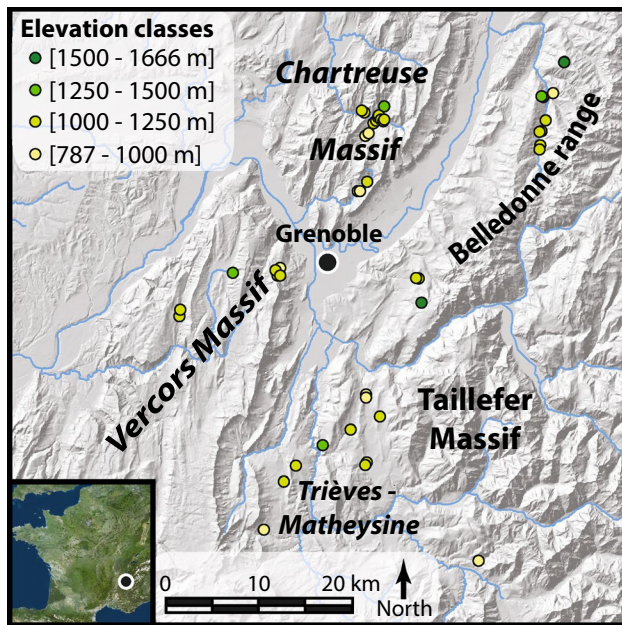 Elevation classes
[1500 - 1666 m]
[1250 - 1500 m]
[1000 - 1250 m]
[787 - 1000 m]
Chartreuse
Massif
Belledonne range
Grenoble
Vercors Massif
Taillefer
Massif
Trièves -
Matheysine
0 10 20 km
North